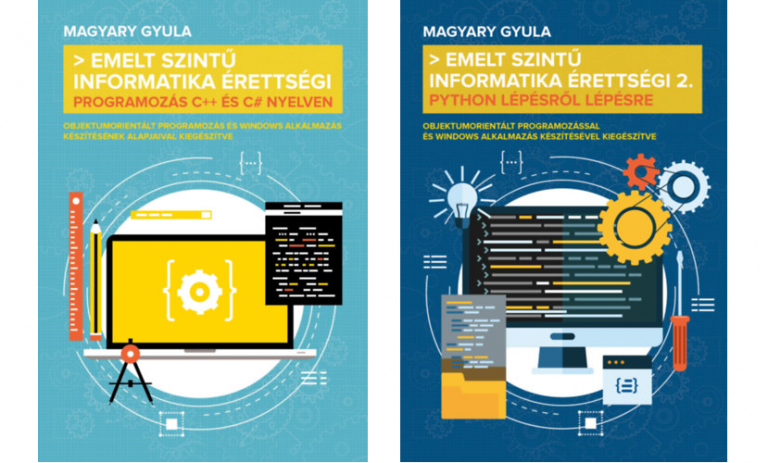 MAGYARY GYULA
> EMELT SZINTŰ
INFORMATIKA ÉRETTSÉGI
PROGRAMOZÁS C++ ÉS C# NYELVEN
OBJEKTUMORIENTÁLT PROGRAMOZÁS ÉS WINDOWS ALKALMAZÁS
KÉSZÍTÉSÉNEK ALAPJAIVAL KIEGÉSZÍTVE
MAGYARY GYULA
> EMELT SZINTŰ
INFORMATIKA ÉRETTSÉGI 2.
PYTHON LÉPÉSRŐL LÉPÉSRE
OBJEKTUMORIENTÁLT PROGRAMOZÁSSAL
ÉS WINDOWS ALKALMAZÁS KÉSZÍTÉSÉVEL KIEGÉSZÍTVE